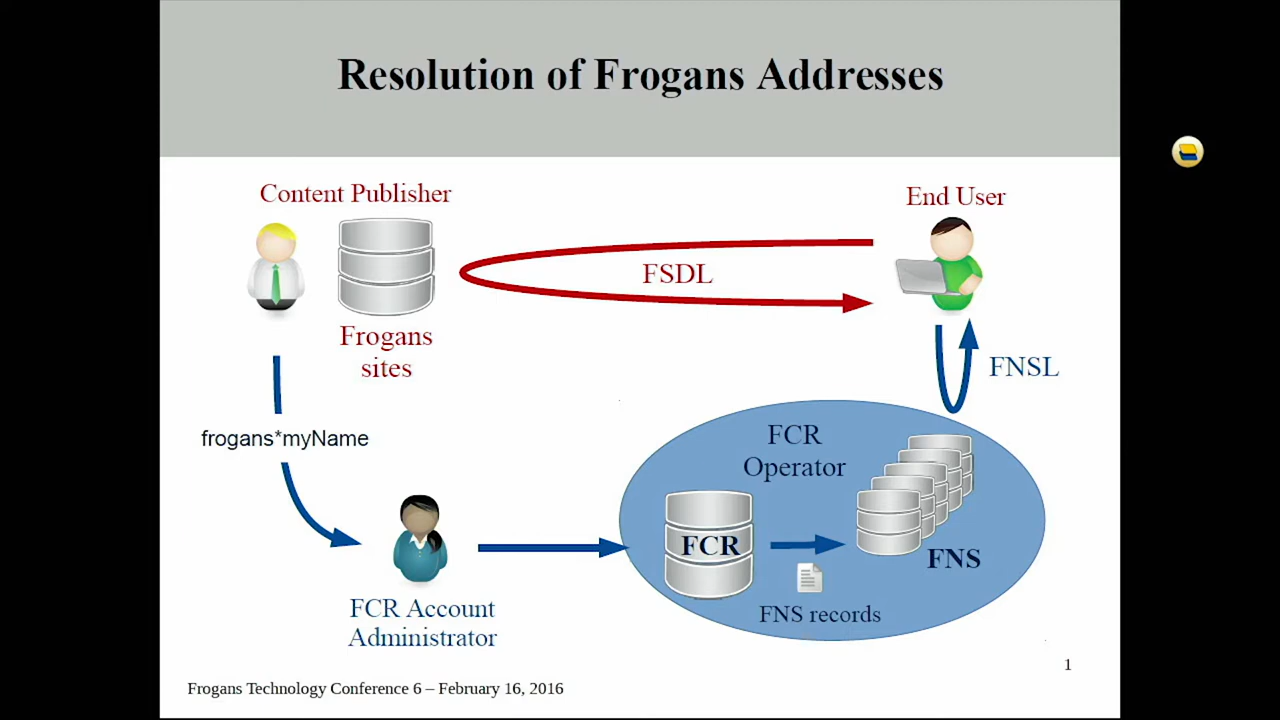 Resolution of Frogans Addresses
Content Publisher
End User
FSDL
Frogans
sites
FNSL
frogans*myName
FCR
Operator
FCR
FNS
FNS records
FCR Account
Administrator
1
Frogans Technology Conference 6 – February 16, 2016